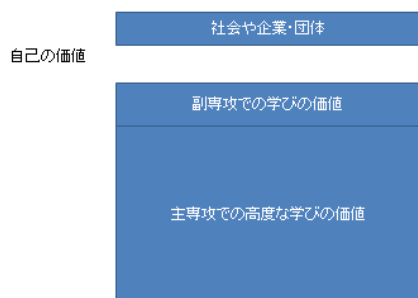 社会や企業・団体
自己の価値
副専攻での学びの価値
主専攻での高度な学びの価値